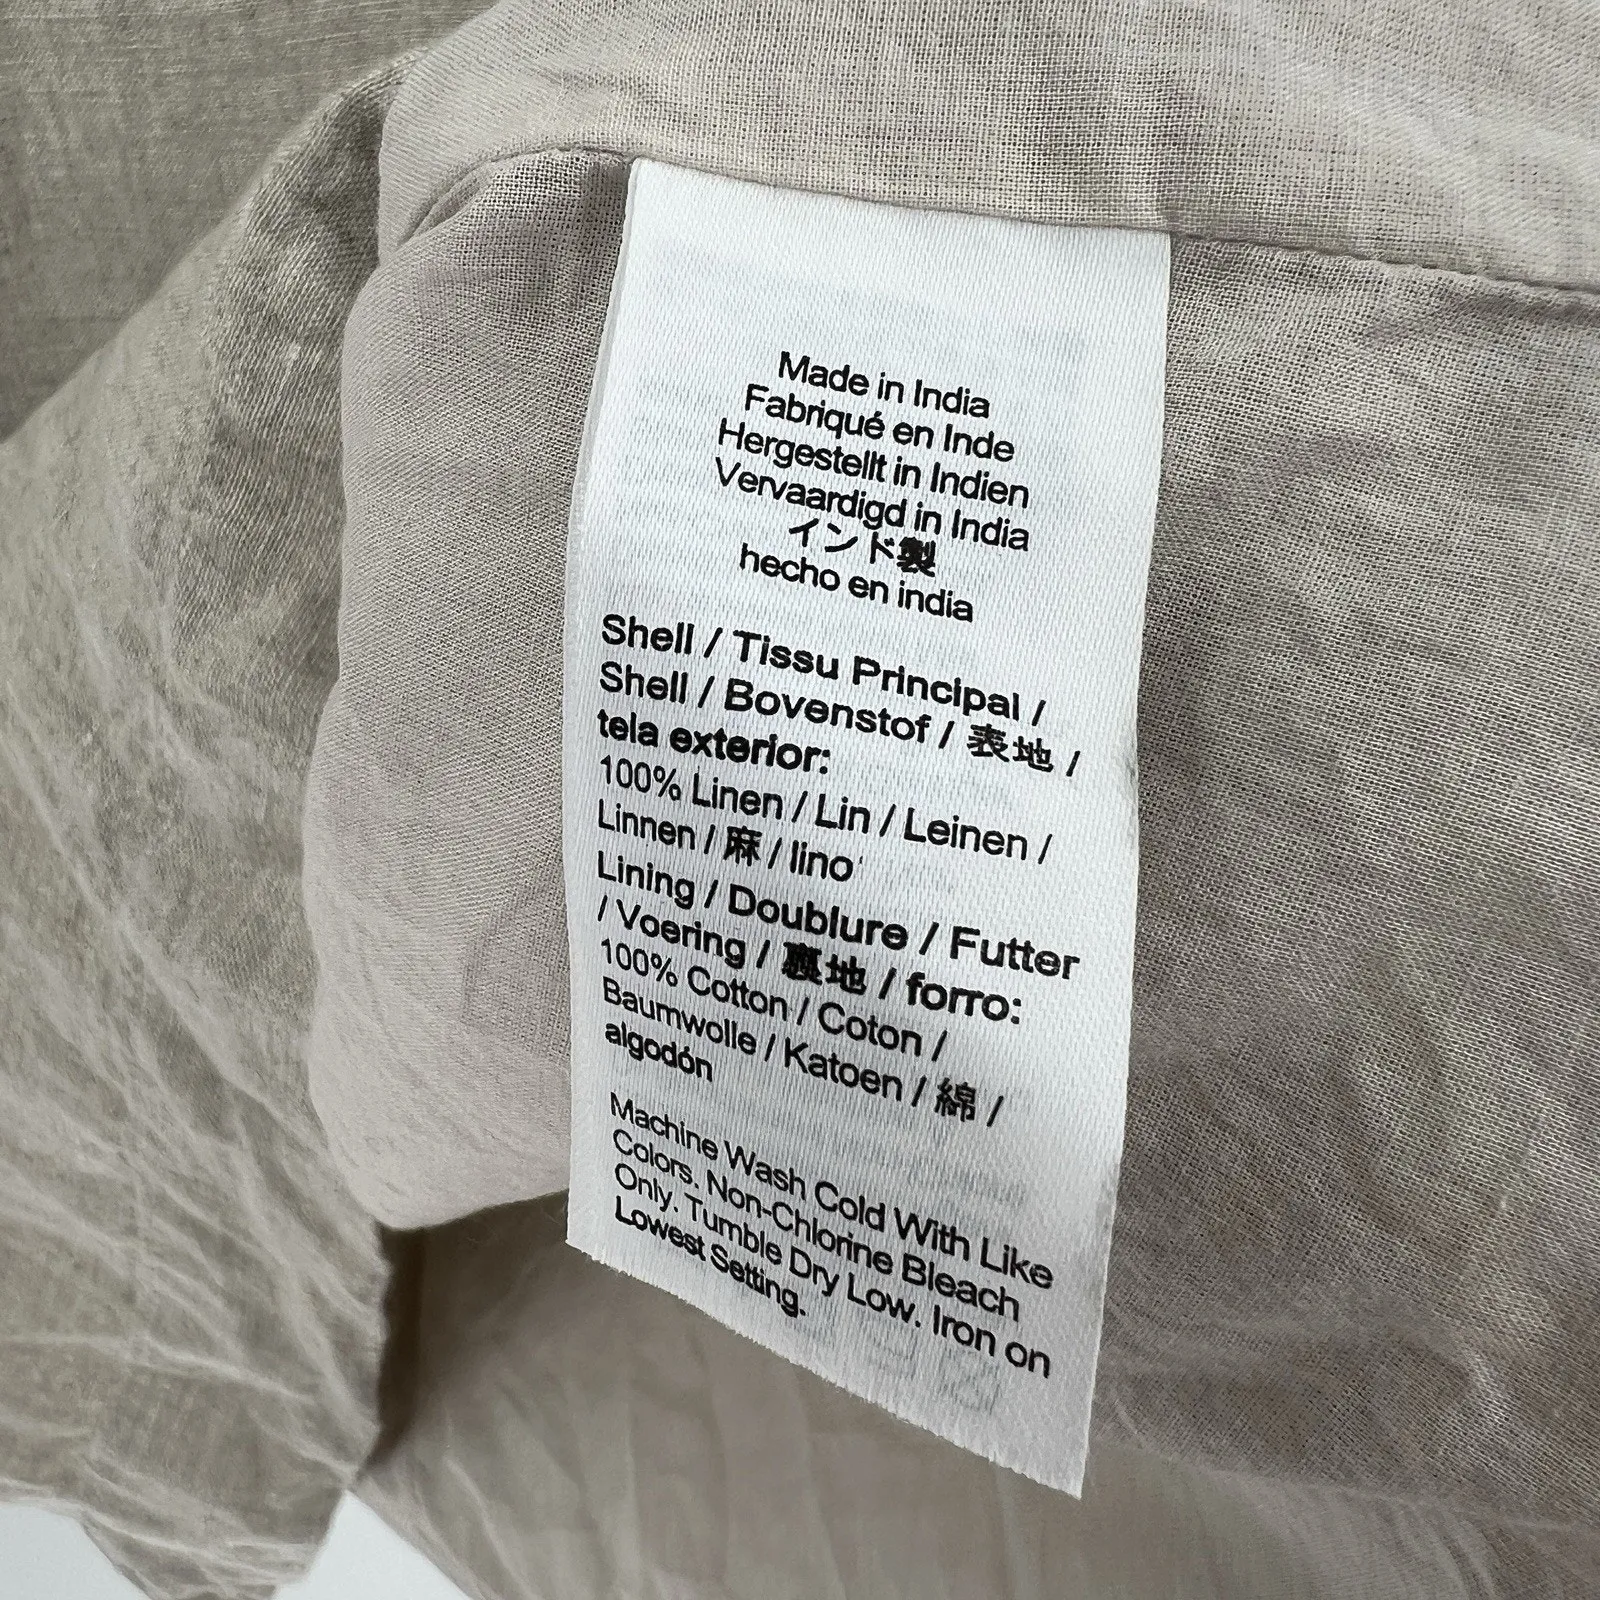 Made in India
Fabriqué en Inde
Hergestellt in Indien
Vervaardigd in India
インド製
hecho en india
Shell / Tissu Principal /
Shell / Bovenstof / 表地 /
tela exterior:
100% Linen / Lin / Leinen /
Linnen / 麻 / lino
Lining / Doublure / Futter
/ Voering / 裏地 / forro:
100% Cotton / Coton /
Baumwolle / Katoen / 綿 /
algodón
Machine Wash Cold With Like
Colors. Non-Chlorine Bleach
Only. Tumble Dry Low. Iron on
Lowest Setting.